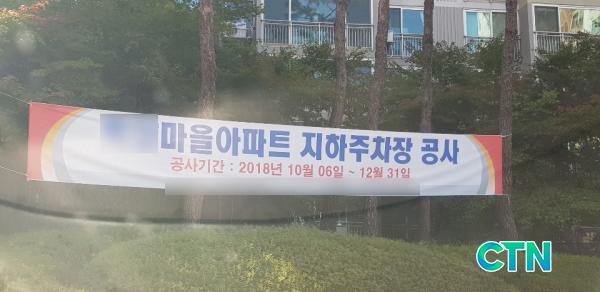 마을아파트 지하주차장 공사
공사기간 : 2018년 10월 06일 ~ 12월 31일
CTN